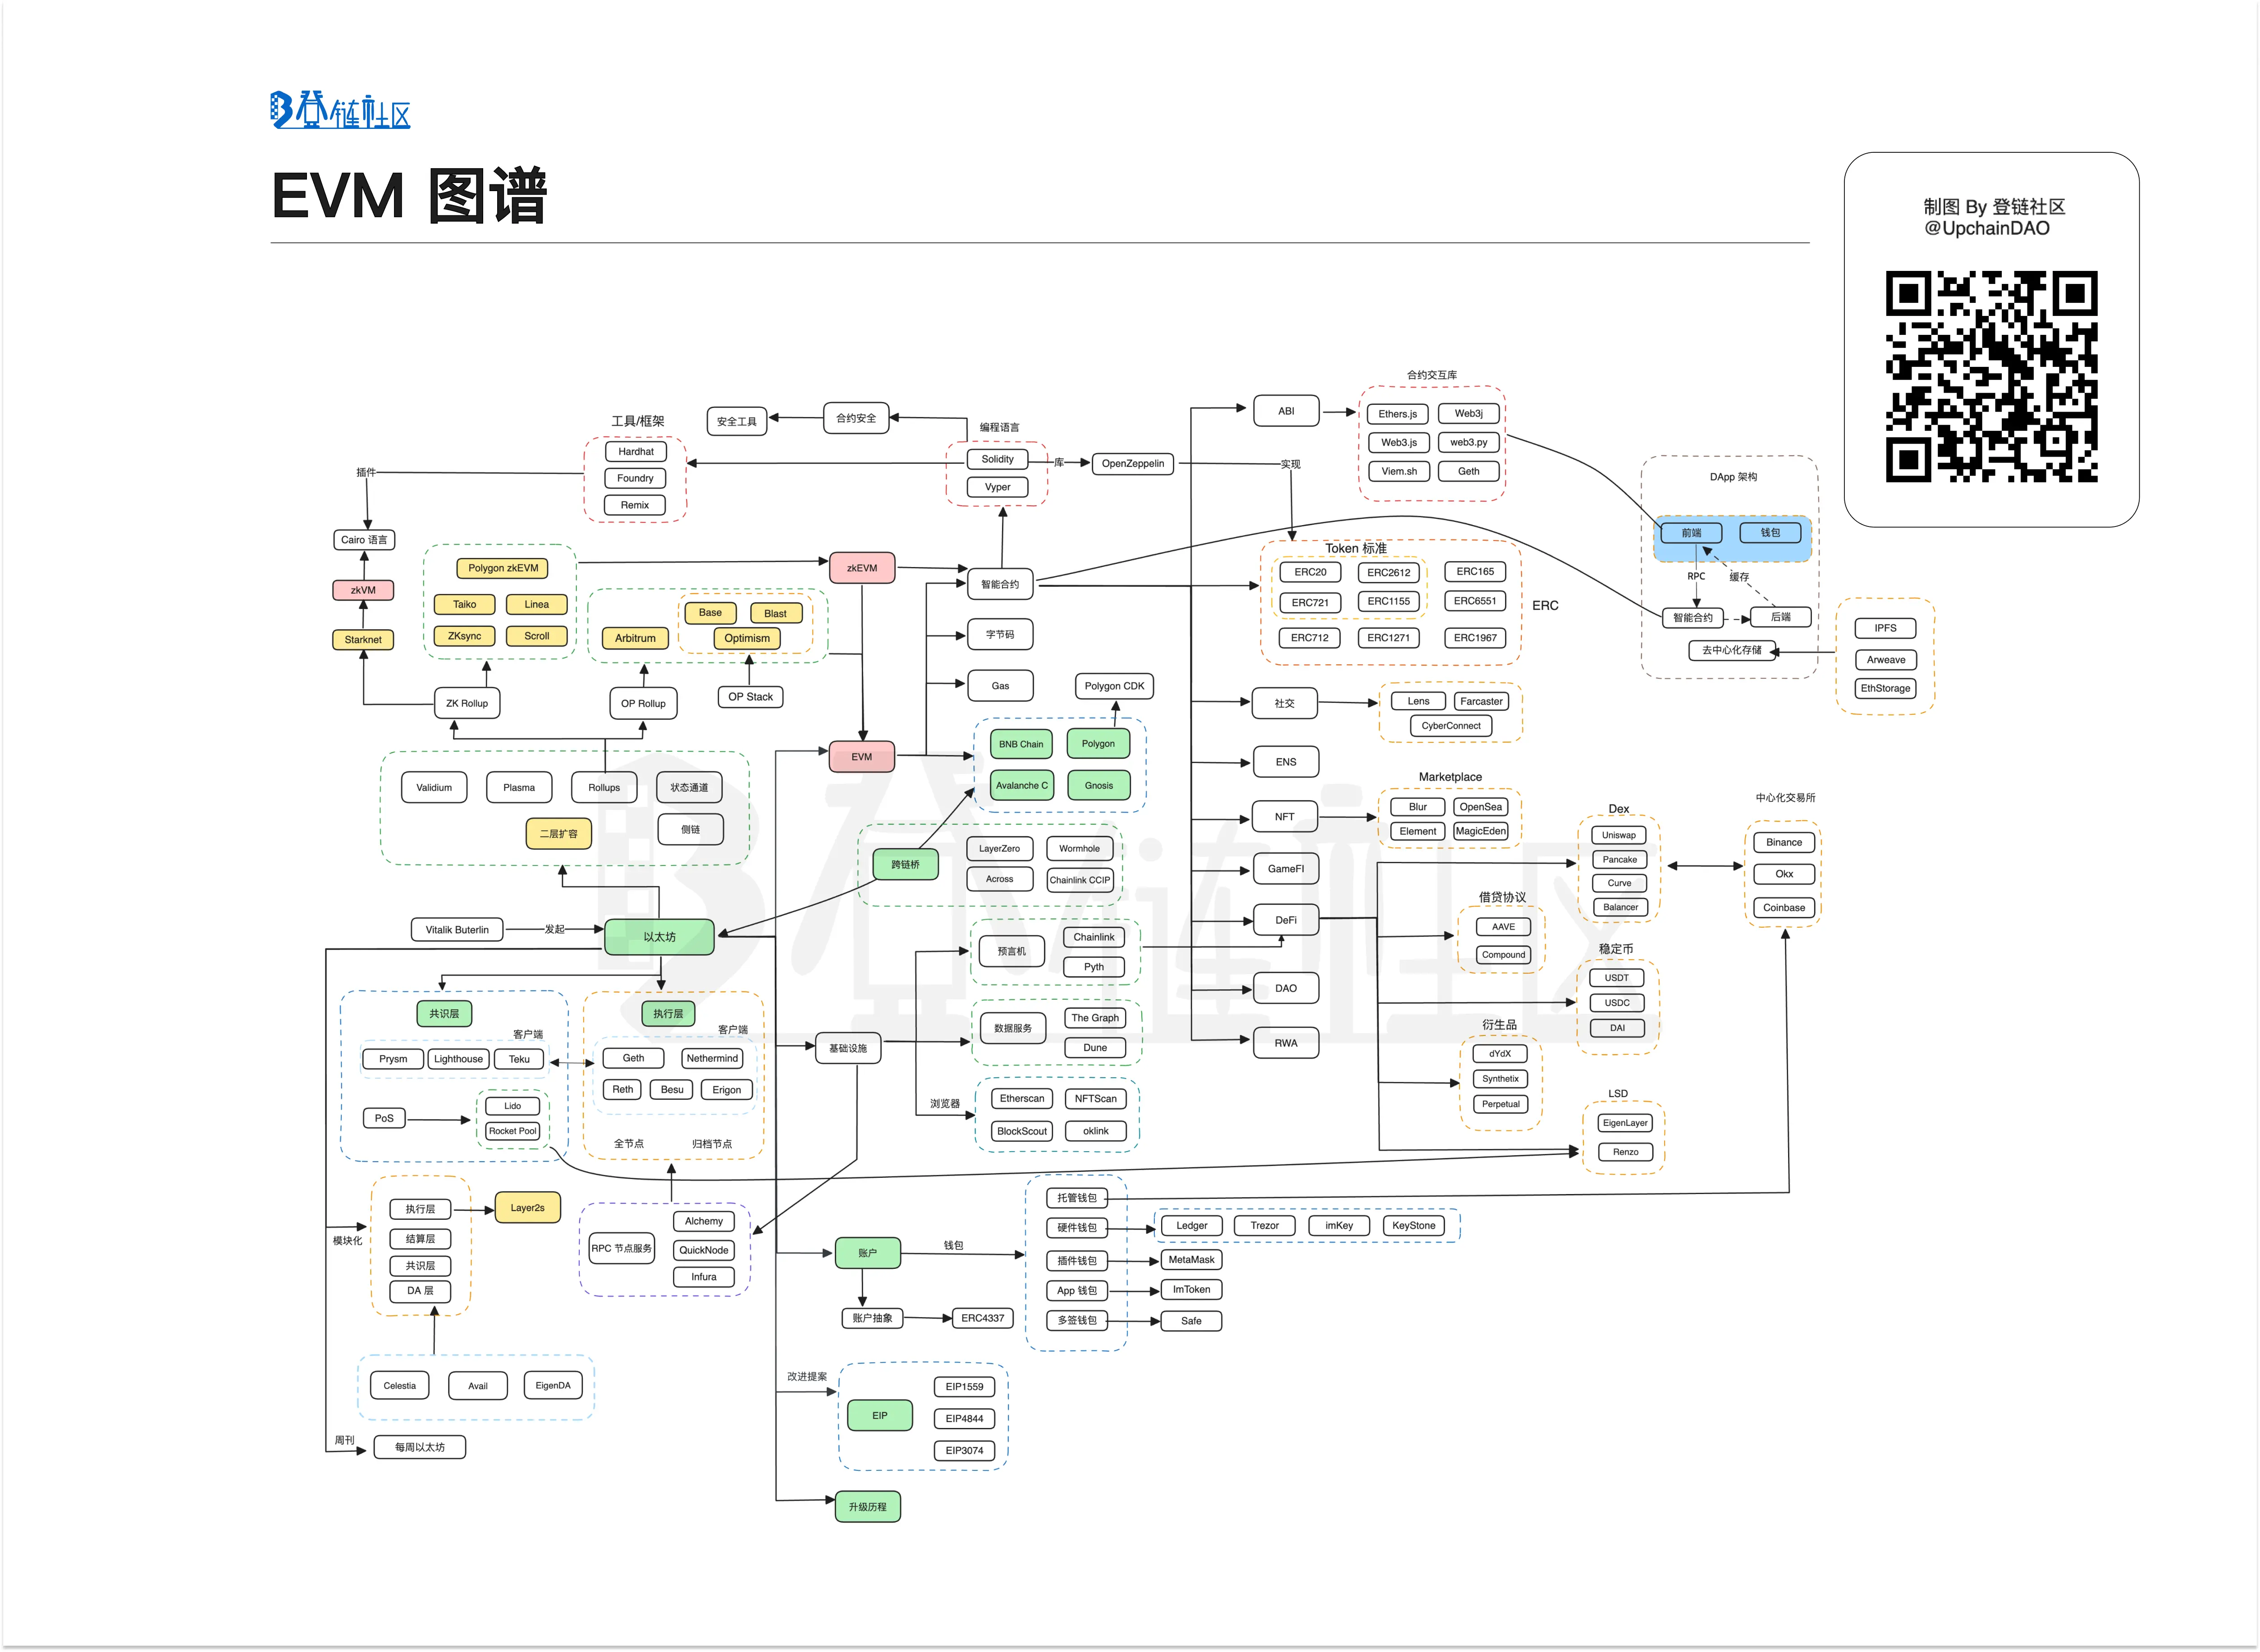 登链社区
EVM 图谱
制图 By 登链社区
@UpchainDAO
合约交互库
ABI
Ethers.js
Web3j
Web3.js
web3.py
Viem.sh
Geth
工具/框架
Hardhat
Foundry
Remix
安全工具
合约安全
编程语言
Solidity
Vyper
库
OpenZeppelin
实现
插件
Cairo 语言
zkVM
Starknet
Polygon zkEVM
Taiko
Linea
ZKsync
Scroll
Base
Blast
Arbitrum
Optimism
ZK Rollup
OP Rollup
OP Stack
zkEVM
EVM
智能合约
字节码
Gas
Polygon CDK
BNB Chain
Polygon
Avalanche C
Gnosis
Token 标准
ERC20
ERC2612
ERC165
ERC721
ERC1155
ERC6551
ERC712
ERC1271
ERC1967
ERC
DApp 架构
前端
钱包
RPC
缓存
智能合约
后端
去中心化存储
IPFS
Arweave
EthStorage
社交
Lens
Farcaster
CyberConnect
ENS
Marketplace
NFT
Blur
OpenSea
Element
MagicEden
GameFI
DeFi
DAO
RWA
Dex
Uniswap
Pancake
Curve
Balancer
中心化交易所
Binance
Okx
Coinbase
借贷协议
AAVE
Compound
稳定币
USDT
USDC
DAI
衍生品
dYdX
Synthetix
Perpetual
LSD
EigenLayer
Renzo
Validium
Plasma
Rollups
状态通道
二层扩容
侧链
跨链桥
LayerZero
Wormhole
Across
Chainlink CCIP
Vitalik Buterlin
发起
以太坊
预言机
Chainlink
Pyth
数据服务
The Graph
Dune
基础设施
浏览器
Etherscan
NFTScan
BlockScout
oklink
共识层
客户端
Prysm
Lighthouse
Teku
PoS
Lido
Rocket Pool
执行层
客户端
Geth
Nethermind
Reth
Besu
Erigon
全节点
归档节点
模块化
执行层
结算层
共识层
DA 层
Layer2s
RPC 节点服务
Alchemy
QuickNode
Infura
Celestia
Avail
EigenDA
周刊
每周以太坊
账户
钱包
账户抽象
ERC4337
托管钱包
硬件钱包
Ledger
Trezor
imKey
KeyStone
插件钱包
MetaMask
App 钱包
ImToken
多签钱包
Safe
改进提案
EIP
EIP1559
EIP4844
EIP3074
升级历程
登链社区